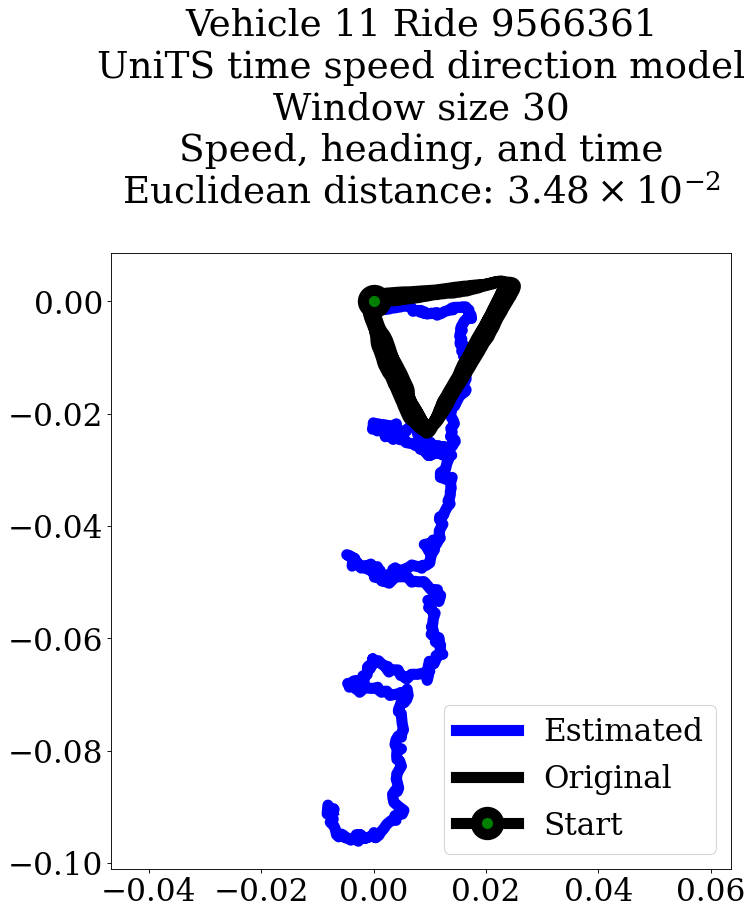 Vehicle 11 Ride 9566361
UniTS time speed direction model
Window size 30
Speed, heading, and time
Euclidean distance: 3.48 × 10⁻²
0.00
−0.02
−0.04
−0.06
−0.08
−0.10
Estimated
Original
Start
−0.04 −0.02 0.00 0.02 0.04 0.06